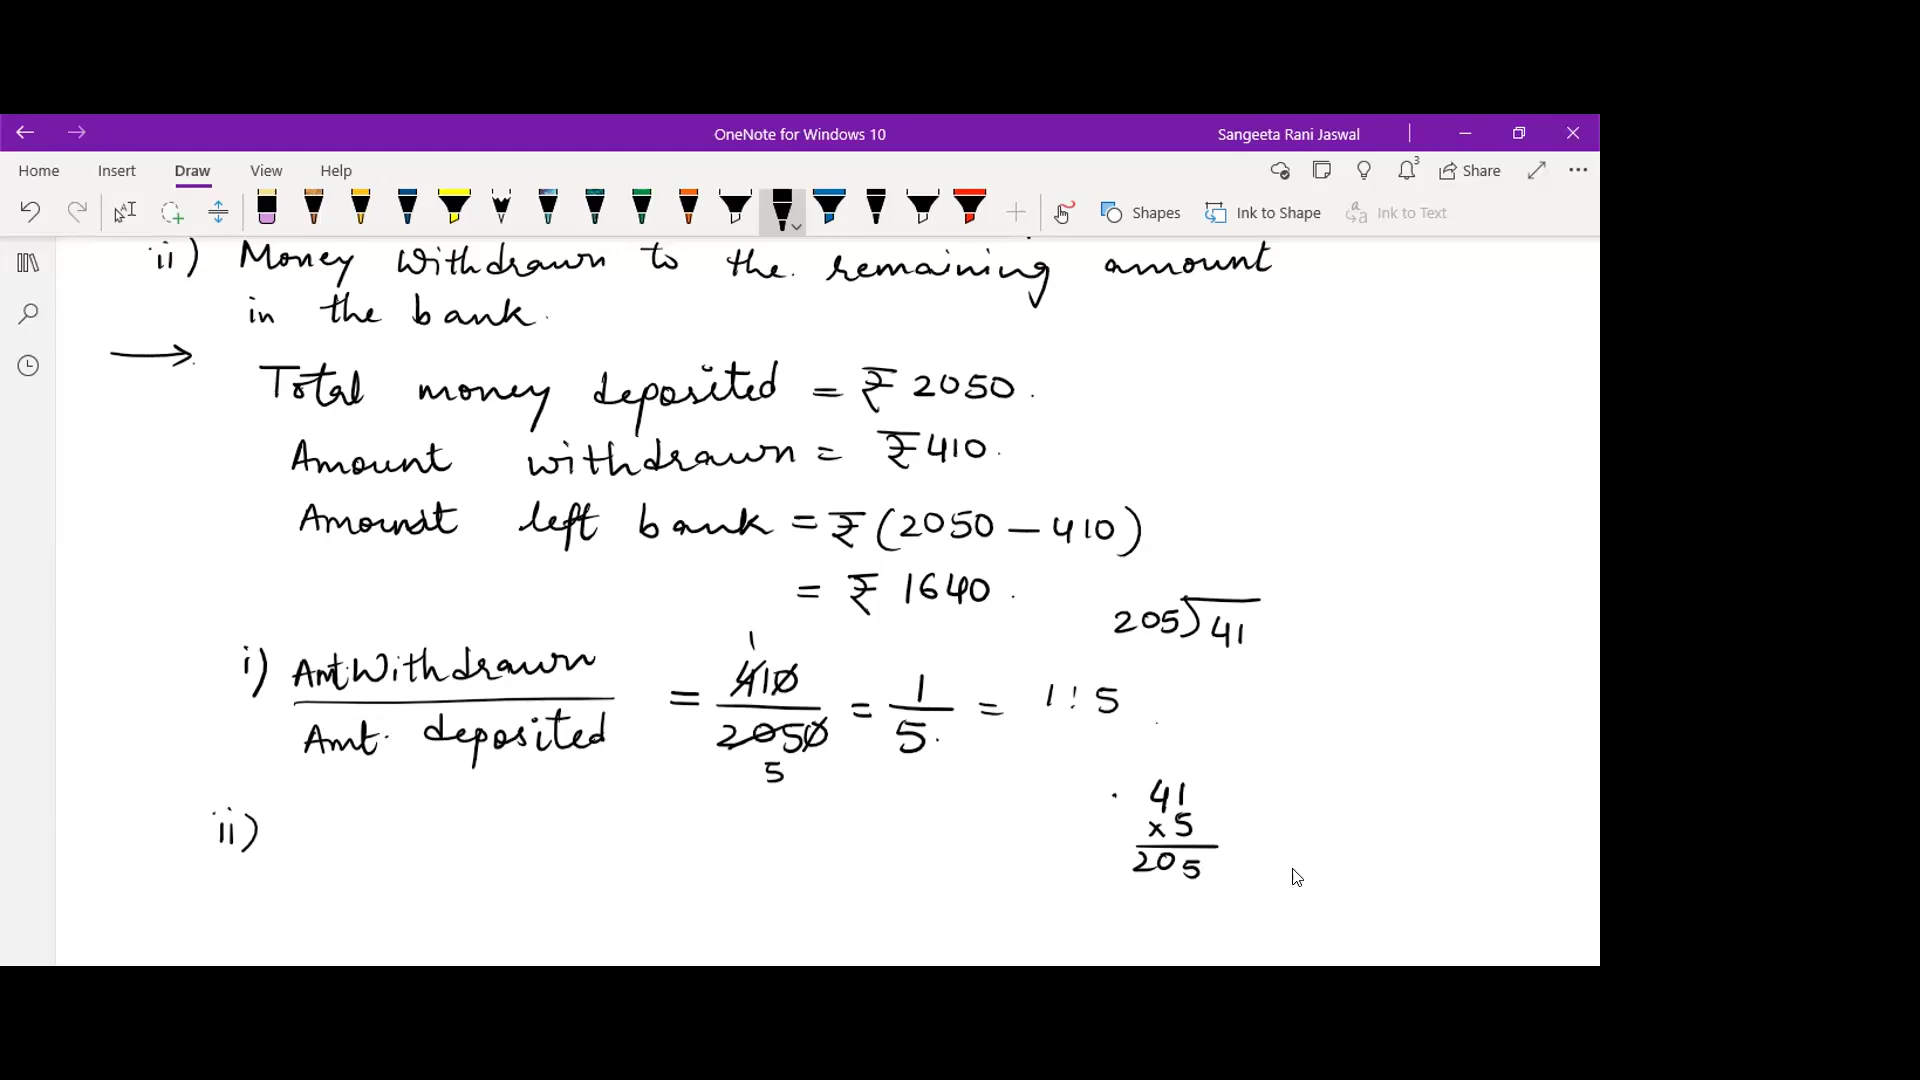 OneNote for Windows 10
Sangeeta Rani Jaswal
Home Insert Draw View Help
3
Share
Shapes
Ink to Shape
Ink to Text
ii) Money Withdrawn to the remaining amount
in the bank.
→ Total money deposited = ₹ 2050.
Amount withdrawn = ₹410.
Amount left bank = ₹ (2050 – 410)
= ₹ 1640.
205)41
i) Amt. Withdrawn / Amt. deposited = 410/2050 = 1/5 = 1:5
1
5
ii)
41
x 5
205